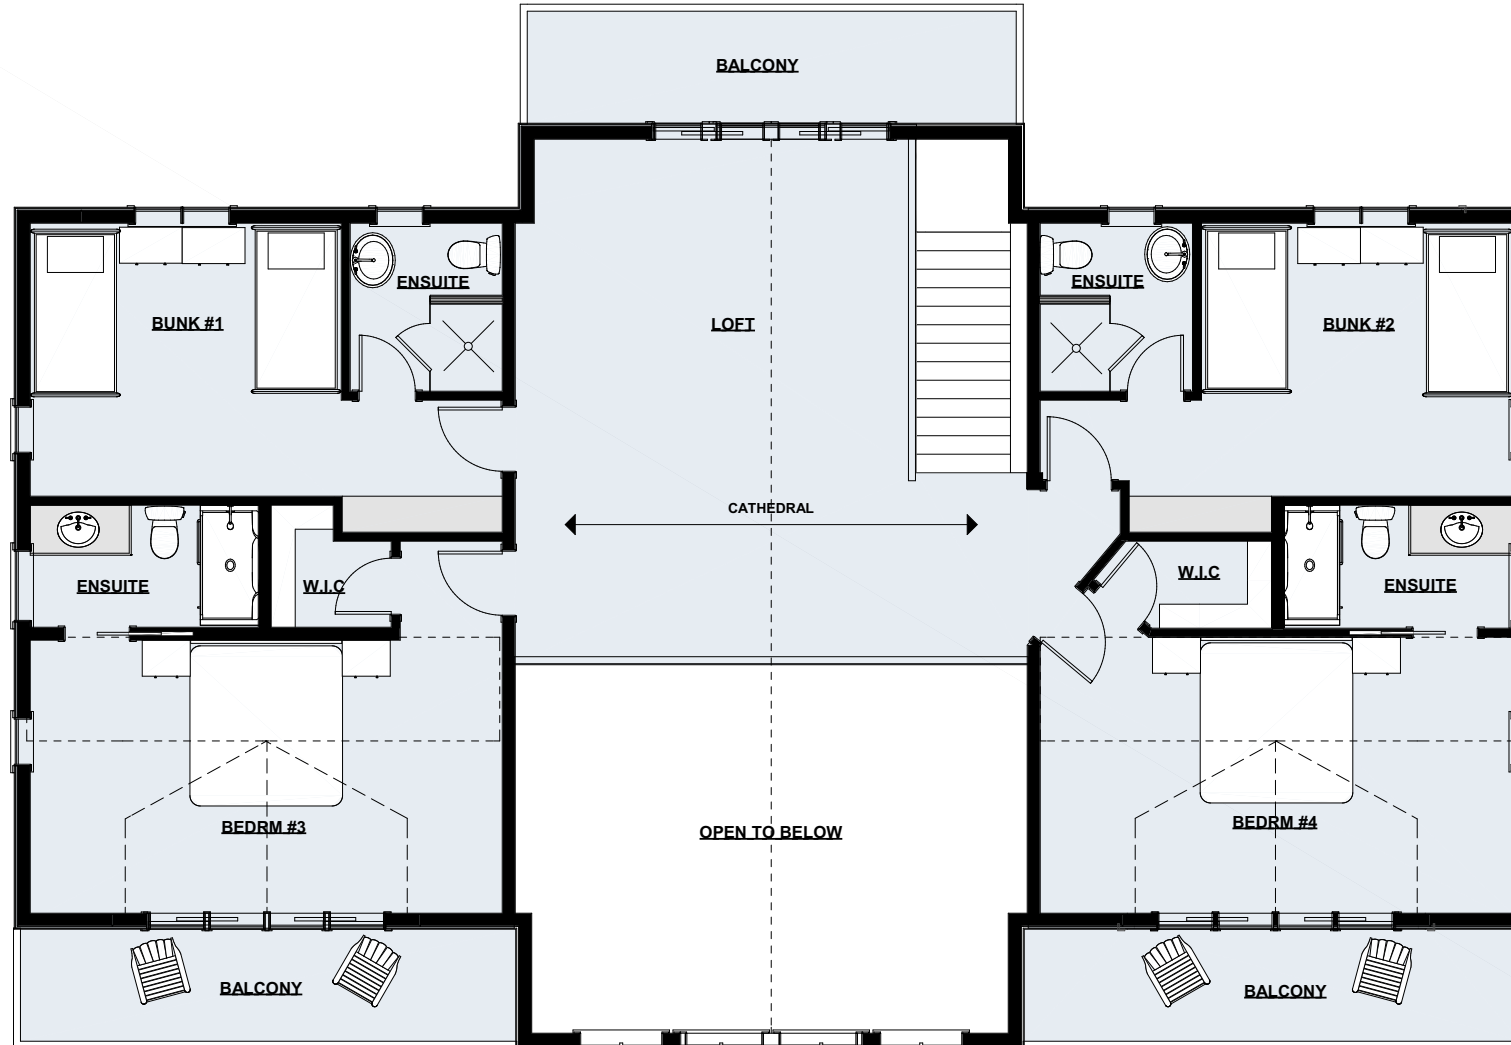 BALCONY
ENSUITE
ENSUITE
BUNK #1
LOFT
BUNK #2
CATHEDRAL
ENSUITE
W.I.C
W.I.C
ENSUITE
BEDRM #3
OPEN TO BELOW
BEDRM #4
BALCONY
BALCONY